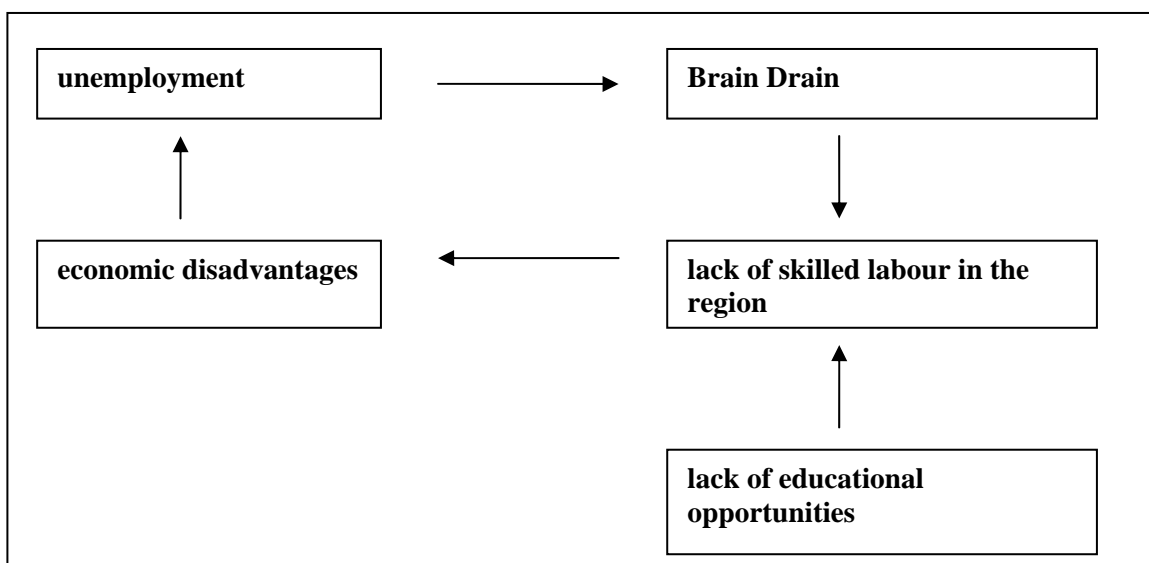 unemployment
Brain Drain
economic disadvantages
lack of skilled labour in the
region
lack of educational
opportunities